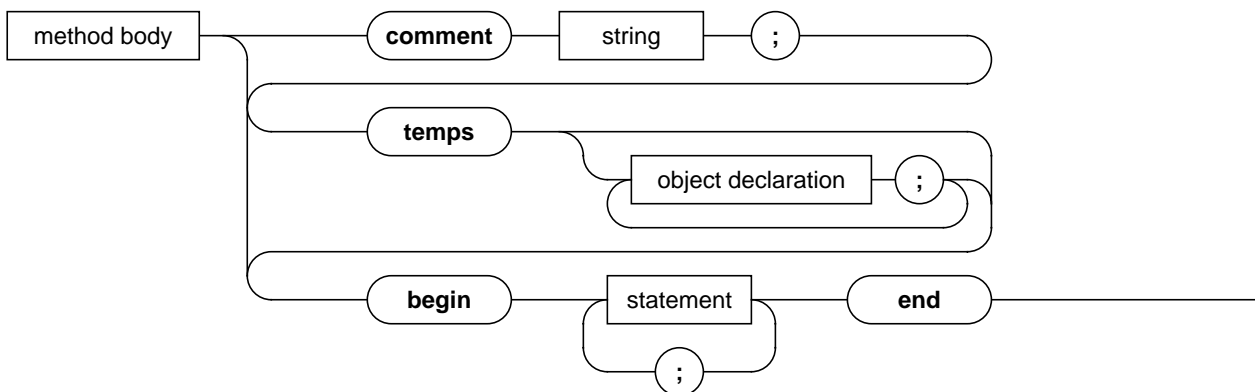 method body comment string ;
temps
object declaration ;
begin statement end
;